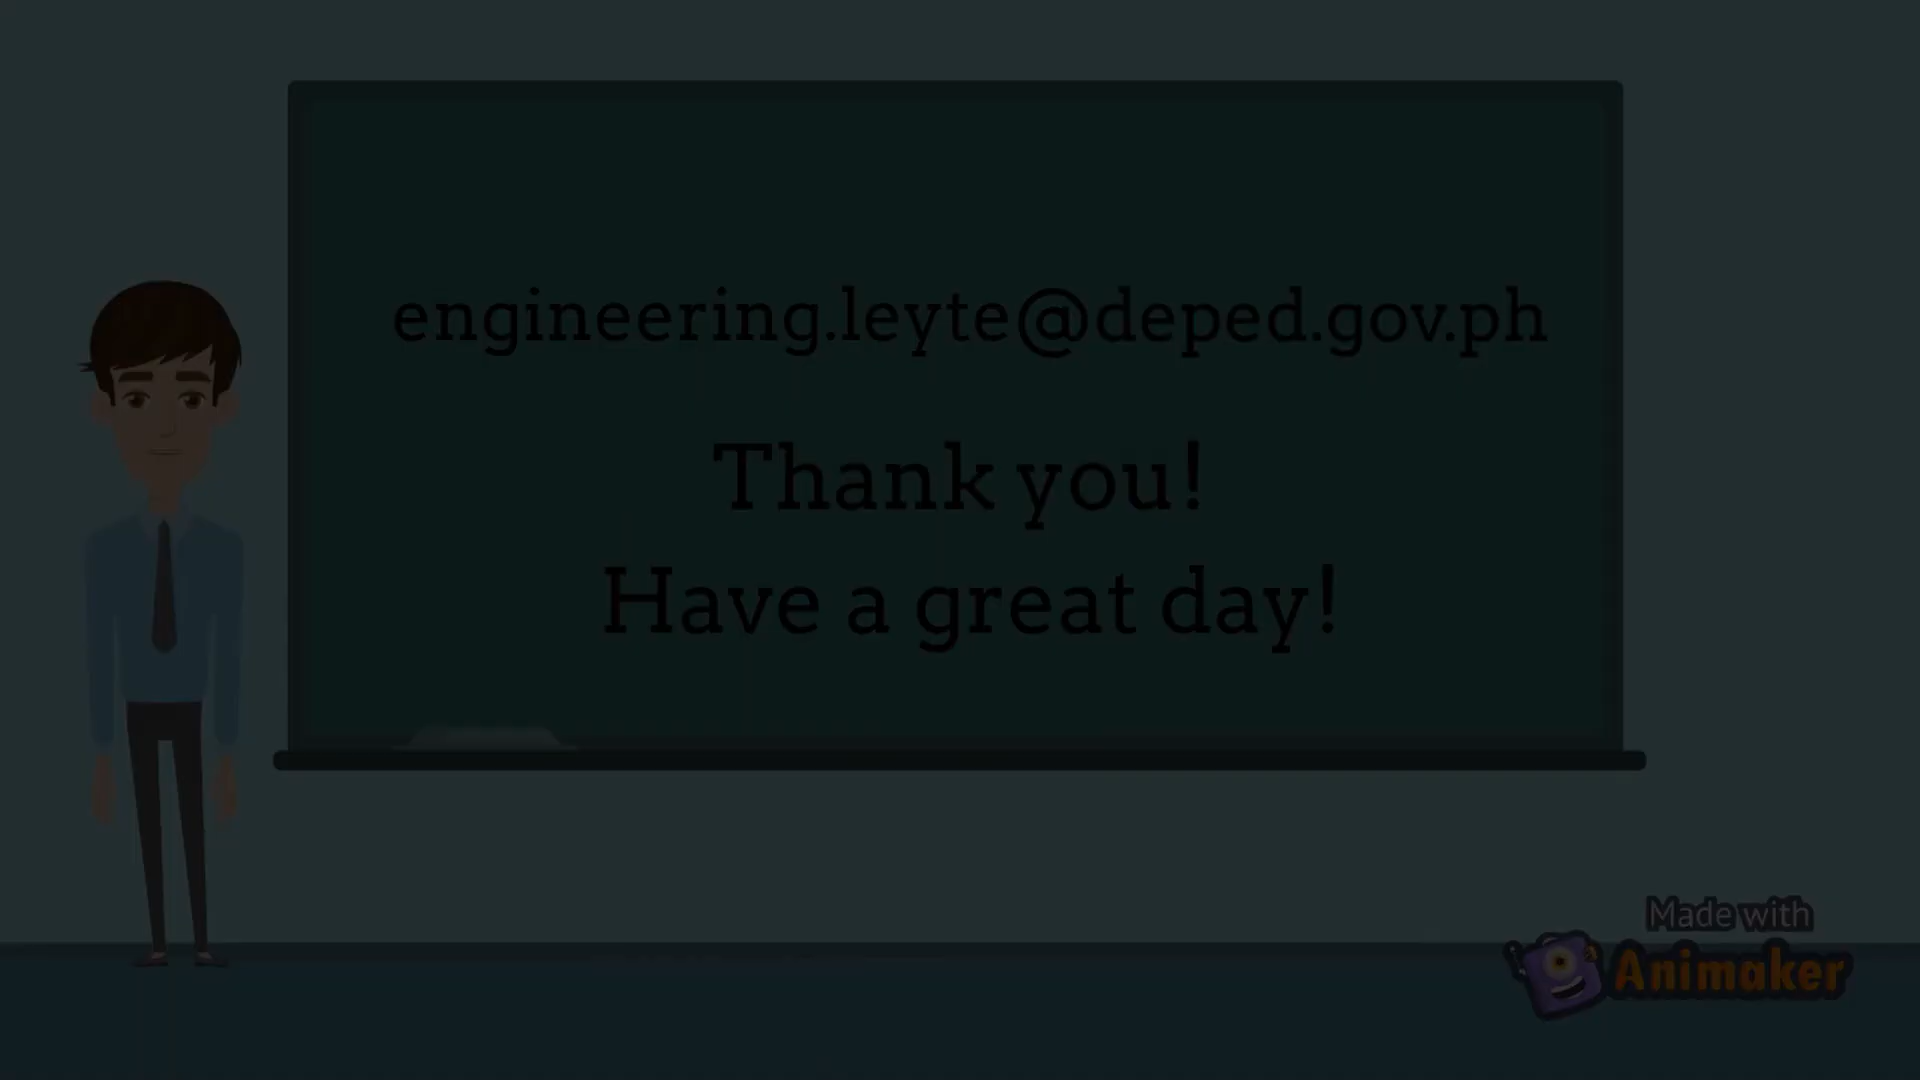 engineering.leyte@deped.gov.ph
Thank you!
Have a great day!
Made with
Animaker